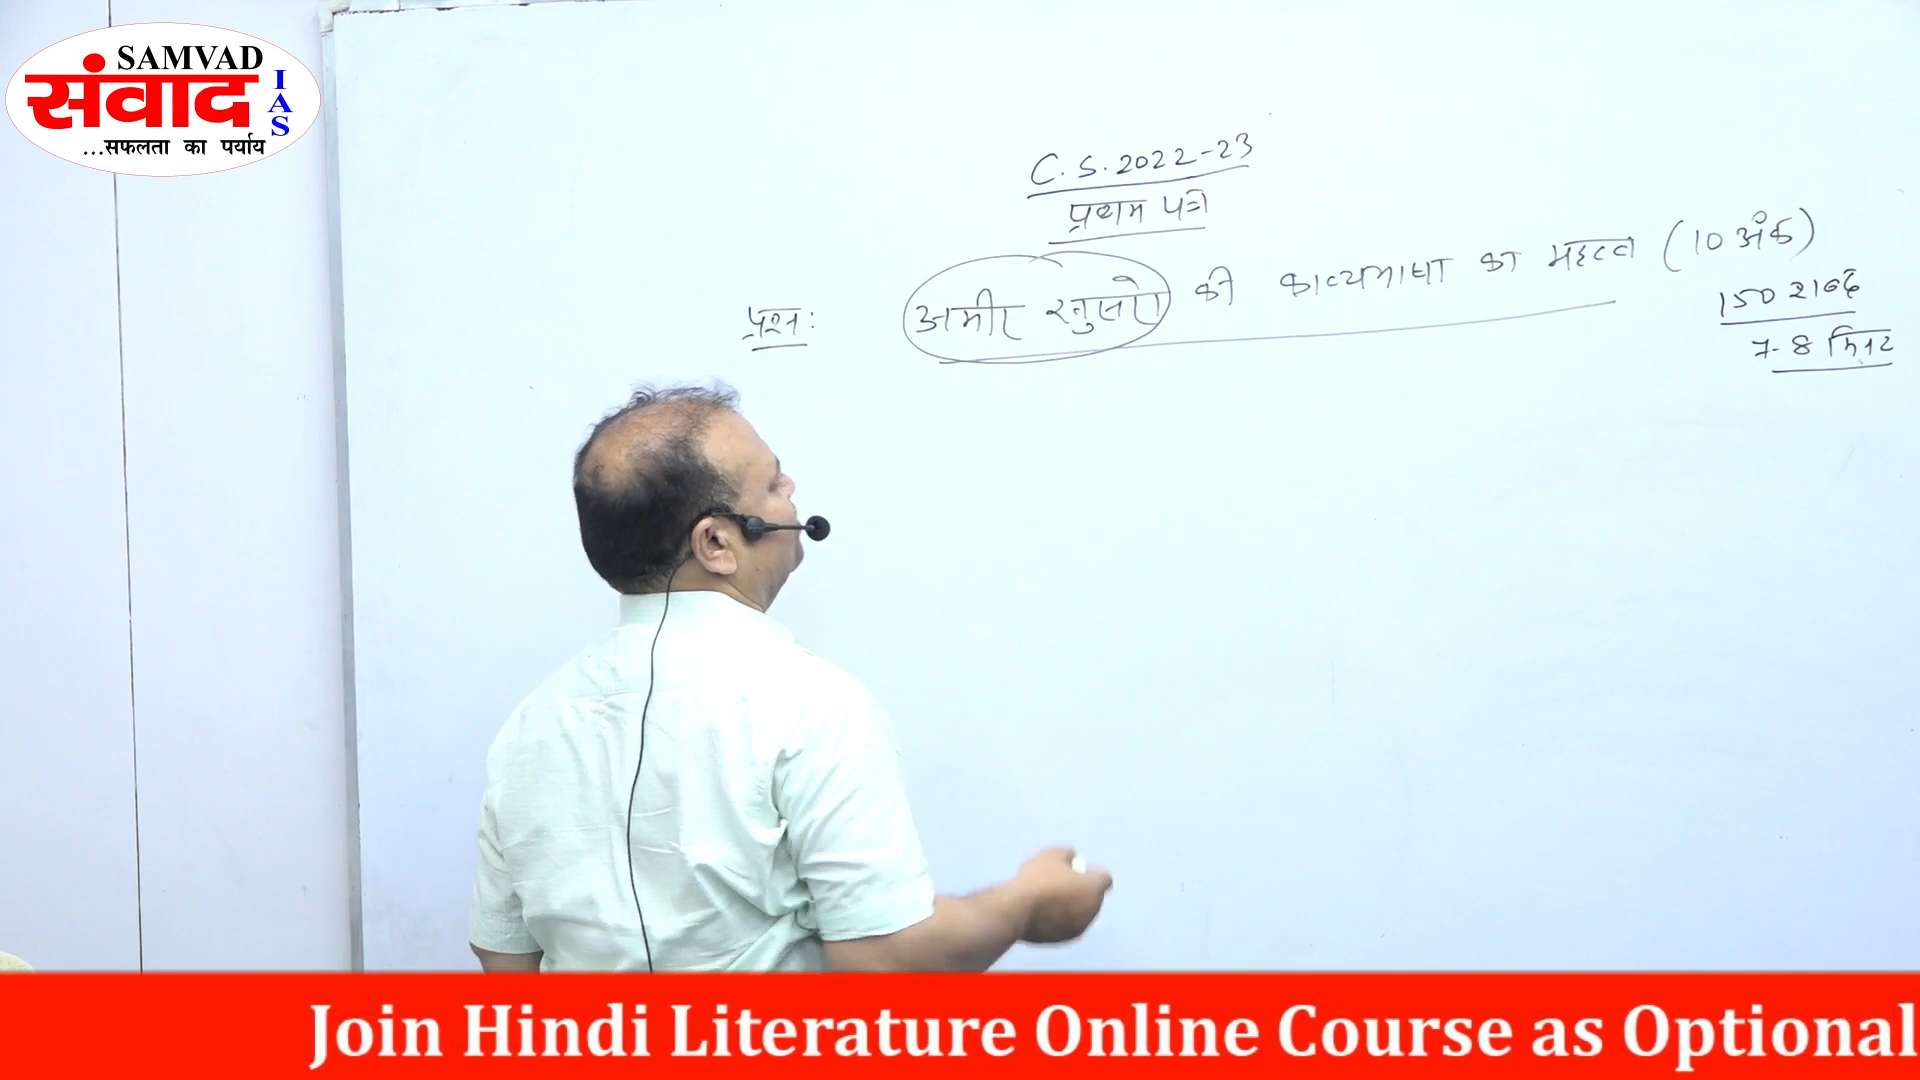 SAMVAD
संवाद
IAS
...सफलता का पर्याय
C. S. 2022-23
प्रथम पत्र
प्रश्न: अमीर खुसरो की काव्यभाषा का महत्व (10 अंक)
150 शब्द
7-8 मिनट
Join Hindi Literature Online Course as Optional